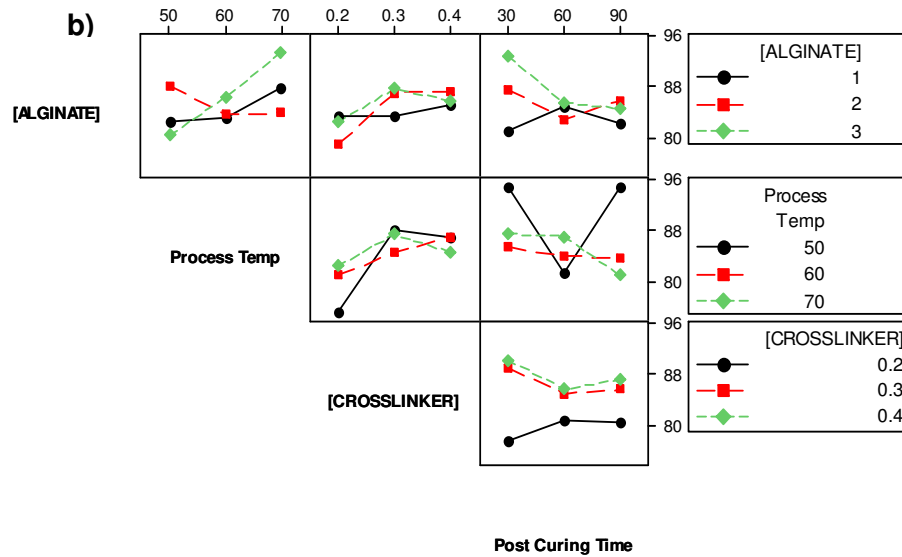 b)
50 60 70 0.2 0.3 0.4 30 60 90
96
88
80
[ALGINATE]
[ALGINATE]
1
2
3
96
88
80
Process Temp
Process
Temp
50
60
70
96
88
80
[CROSSLINKER]
[CROSSLINKER]
0.2
0.3
0.4
Post Curing Time